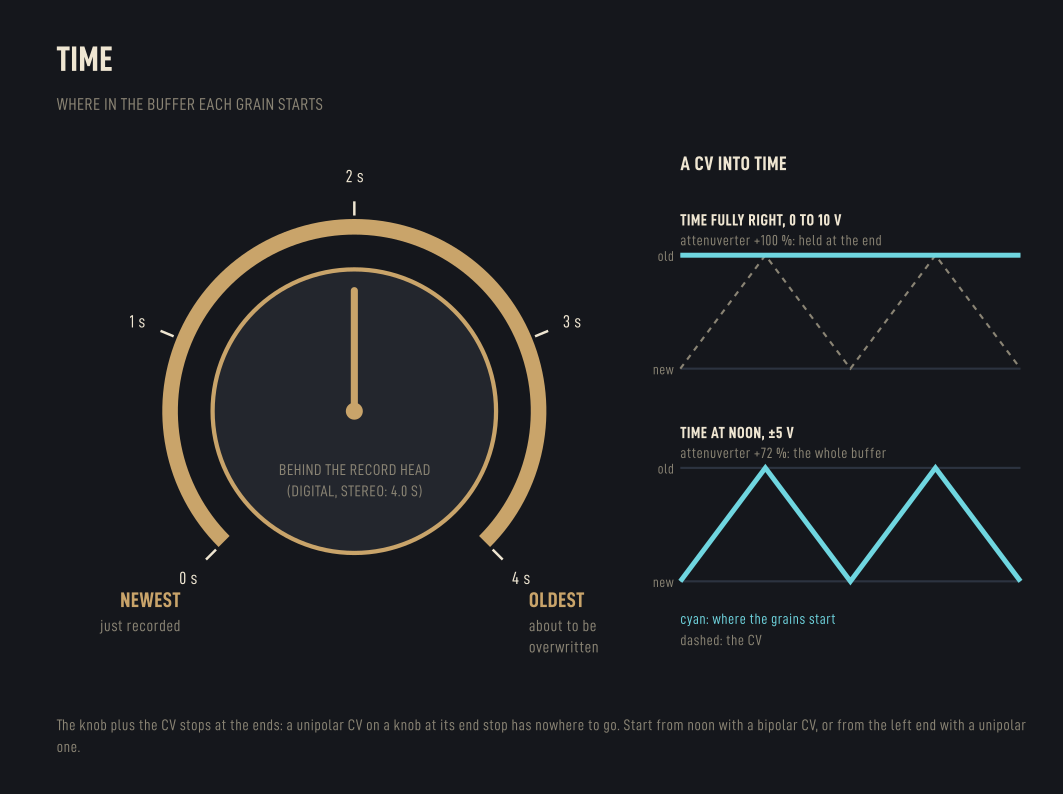 TIME
WHERE IN THE BUFFER EACH GRAIN STARTS
2 s
1 s
3 s
BEHIND THE RECORD HEAD
(DIGITAL, STEREO: 4.0 S)
0 s
4 s
NEWEST
just recorded
OLDEST
about to be
overwritten
A CV INTO TIME
TIME FULLY RIGHT, 0 TO 10 V
attenuverter +100 %: held at the end
old
new
TIME AT NOON, ±5 V
attenuverter +72 %: the whole buffer
old
new
cyan: where the grains start
dashed: the CV
The knob plus the CV stops at the ends: a unipolar CV on a knob at its end stop has nowhere to go. Start from noon with a bipolar CV, or from the left end with a unipolar
one.